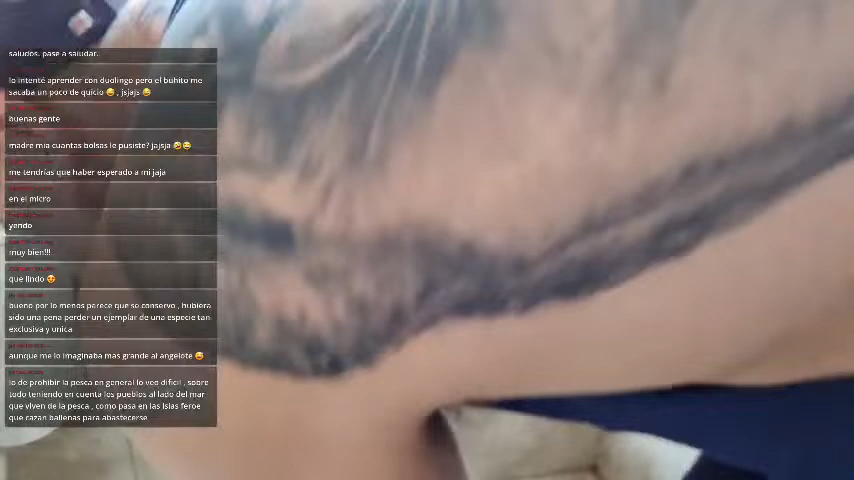 saludos. pase a saludar.
lo intenté aprender con duolingo pero el buhito me
sacaba un poco de quicio 😅 , jsjajs 😅
buenas gente
madre mia cuantas bolsas le pusiste? jajsja 🤣😂
me tendrías que haber esperado a mi jaja
en el micro
yendo
muy bien!!!
que lindo 😍
bueno por lo menos parece que se conservo , hubiera
sido una pena perder un ejemplar de una especie tan
exclusiva y unica
aunque me lo imaginaba mas grande al angelote 😅
lo de prohibir la pesca en general lo veo dificil , sobre
todo teniendo en cuenta los pueblos al lado del mar
que viven de la pesca , como pasa en las islas feroe
que cazan ballenas para abastecerse